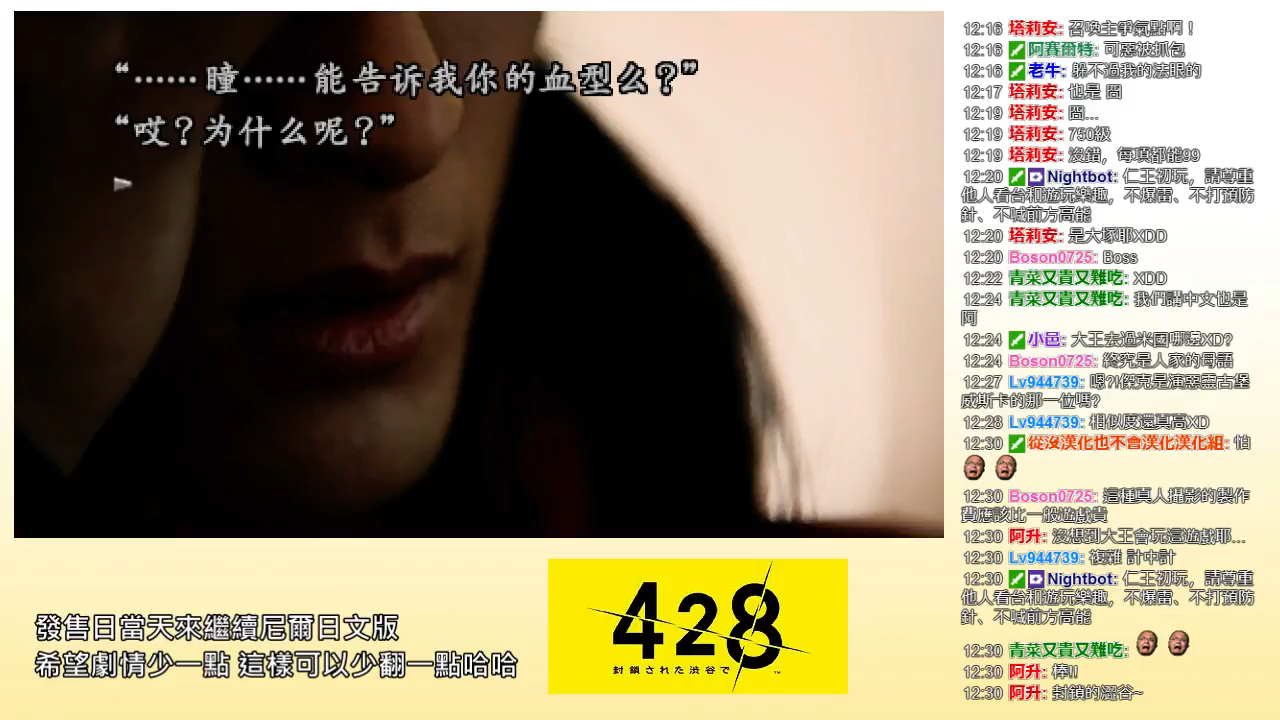 “……瞳……能告诉我你的血型么？”
“哎？为什么呢？”
12:16 塔莉安: 召喚主爭氣點啊！
12:16 阿賽爾特: 可惡被抓包
12:16 老牛: 躲不過我的法眼的
12:17 塔莉安: 也是 囧
12:19 塔莉安: 囧...
12:19 塔莉安: 750級
12:19 塔莉安: 沒錯，每項都能99
12:20 Nightbot: 仁王初玩，請尊重
他人看台和遊玩樂趣，不爆雷、不打預防
針、不喊前方高能
12:20 塔莉安: 是大塚耶XDD
12:20 Boson0725: Boss
12:22 青菜又貴又難吃: XDD
12:24 青菜又貴又難吃: 我們講中文也是
阿
12:24 小邑: 大王去過米國哪邊XD?
12:24 Boson0725: 終究是人家的母語
12:27 Lv944739: 嗯?!傑克是演惡靈古堡
威斯卡的那一位嗎?
12:28 Lv944739: 相似度還真高XD
12:30 從沒漢化也不會漢化漢化組: 怕
12:30 Boson0725: 這種真人攝影的製作
費應該比一般遊戲貴
12:30 阿升: 沒想到大王會玩這遊戲耶...
12:30 Lv944739: 複雜 計中計
12:30 Nightbot: 仁王初玩，請尊重
他人看台和遊玩樂趣，不爆雷、不打預防
針、不喊前方高能
12:30 青菜又貴又難吃:
12:30 阿升: 棒!!
12:30 阿升: 封鎖的澀谷~
發售日當天來繼續尼爾日文版
希望劇情少一點 這樣可以少翻一點哈哈
428
封鎖された渋谷で